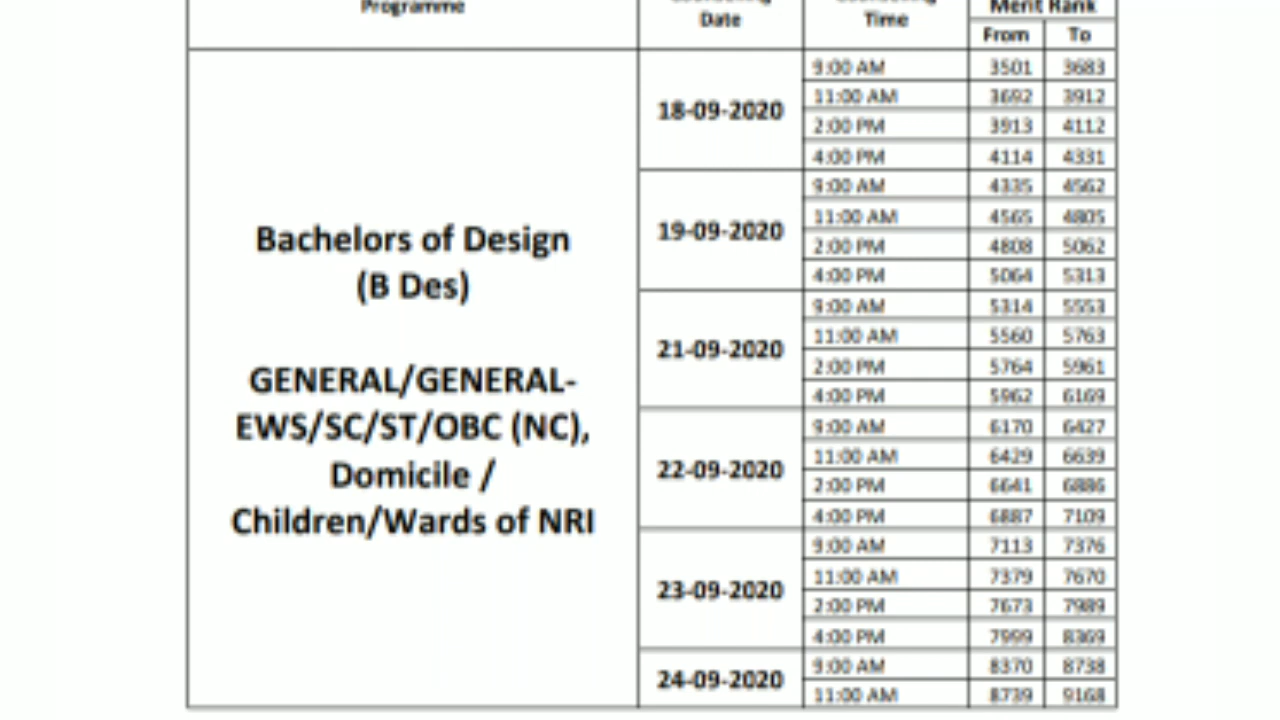 Programme
Date
Time
Merit Rank
From To
Bachelors of Design
(B Des)
GENERAL/GENERAL-
EWS/SC/ST/OBC (NC),
Domicile /
Children/Wards of NRI
18-09-2020
9:00 AM 3501 3683
11:00 AM 3692 3912
2:00 PM 3913 4112
4:00 PM 4114 4331
19-09-2020
9:00 AM 4335 4562
11:00 AM 4565 4805
2:00 PM 4808 5062
4:00 PM 5064 5313
21-09-2020
9:00 AM 5314 5553
11:00 AM 5560 5763
2:00 PM 5764 5961
4:00 PM 5962 6169
22-09-2020
9:00 AM 6170 6427
11:00 AM 6429 6639
2:00 PM 6641 6886
4:00 PM 6887 7109
23-09-2020
9:00 AM 7113 7376
11:00 AM 7379 7670
2:00 PM 7673 7989
4:00 PM 7999 8369
24-09-2020
9:00 AM 8370 8738
11:00 AM 8739 9168